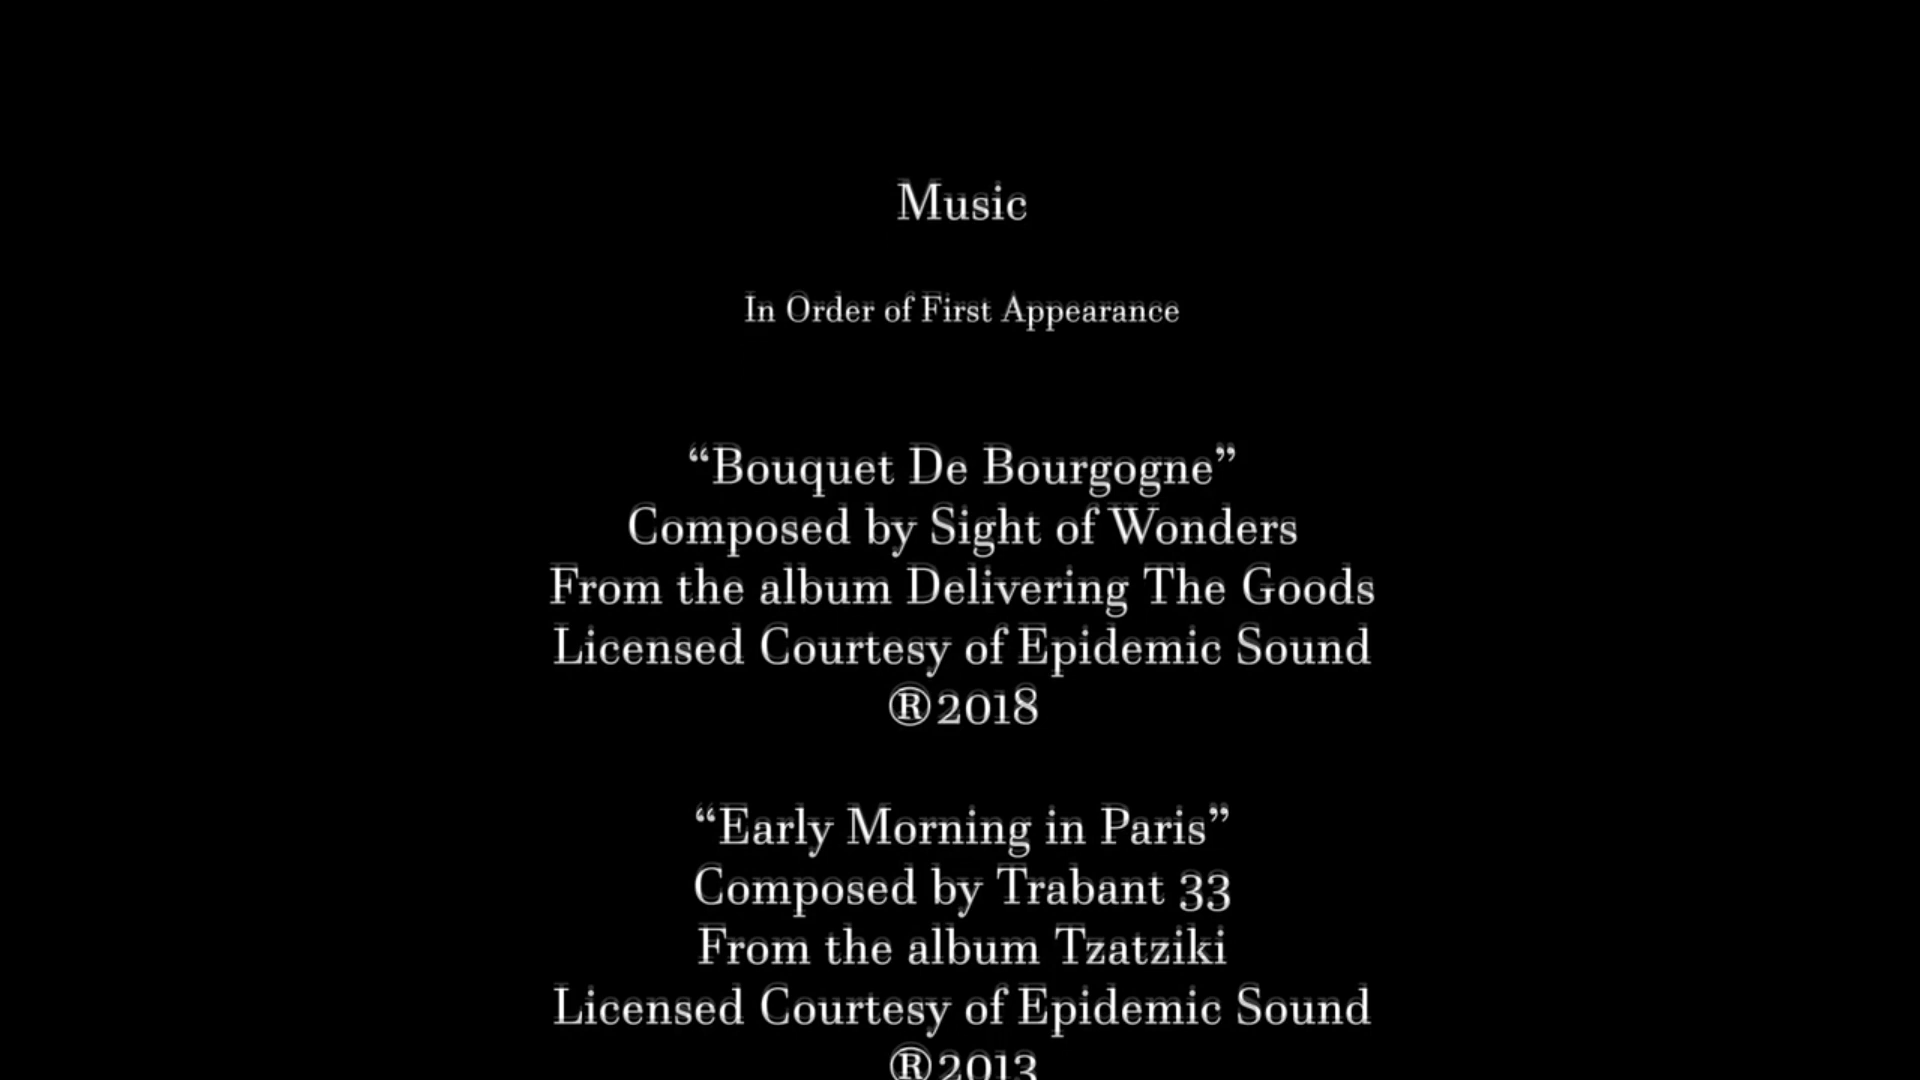 Music
In Order of First Appearance
“Bouquet De Bourgogne”
Composed by Sight of Wonders
From the album Delivering The Goods
Licensed Courtesy of Epidemic Sound
®2018
“Early Morning in Paris”
Composed by Trabant 33
From the album Tzatziki
Licensed Courtesy of Epidemic Sound
®2013